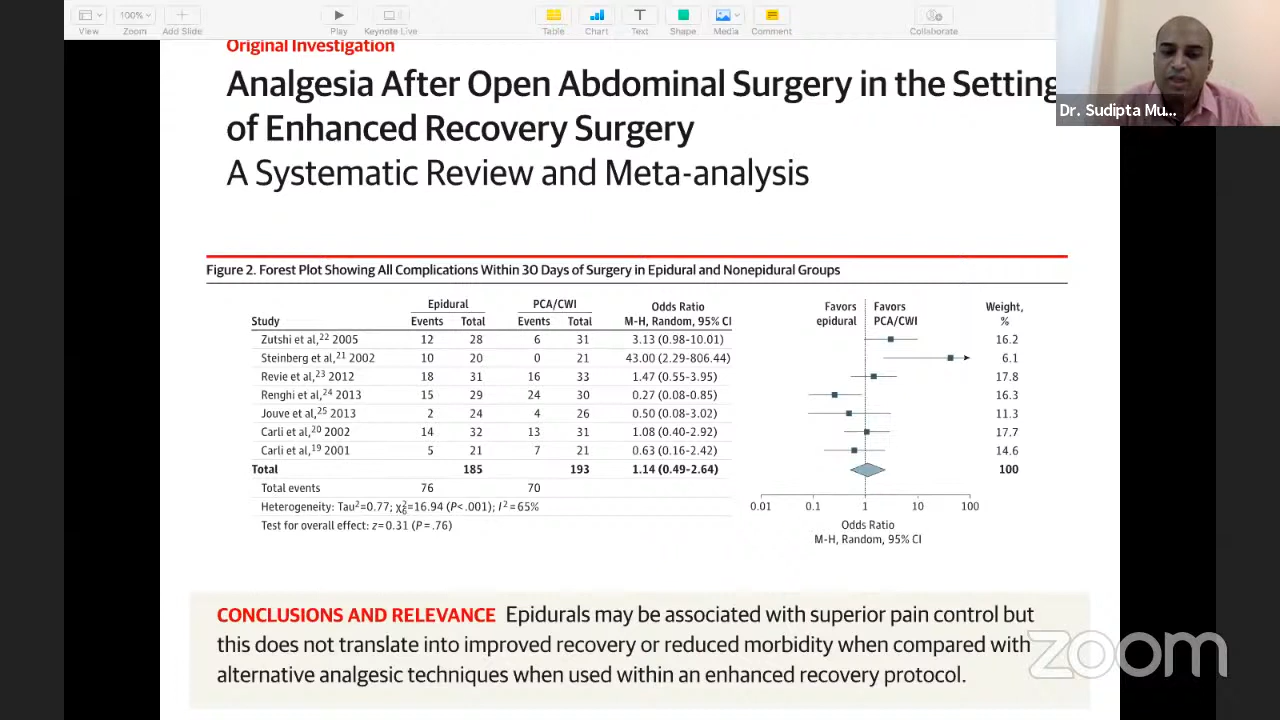 View
100%
Zoom
Add Slide
Play
Keynote Live
Table
Chart
Text
Shape
Media
Comment
Collaborate
Dr. Sudipta Mu...
Original Investigation
Analgesia After Open Abdominal Surgery in the Setting
of Enhanced Recovery Surgery
A Systematic Review and Meta-analysis
Figure 2. Forest Plot Showing All Complications Within 30 Days of Surgery in Epidural and Nonepidural Groups
Epidural PCA/CWI Odds Ratio Favors Favors Weight,
Study Events Total Events Total M-H, Random, 95% CI epidural PCA/CWI %
Zutshi et al,22 2005 12 28 6 31 3.13 (0.98-10.01) 16.2
Steinberg et al,21 2002 10 20 0 21 43.00 (2.29-806.44) 6.1
Revie et al,23 2012 18 31 16 33 1.47 (0.55-3.95) 17.8
Renghi et al,24 2013 15 29 24 30 0.27 (0.08-0.85) 16.3
Jouve et al,25 2013 2 24 4 26 0.50 (0.08-3.02) 11.3
Carli et al,20 2002 14 32 13 31 1.08 (0.40-2.92) 17.7
Carli et al,19 2001 5 21 7 21 0.63 (0.16-2.42) 14.6
Total 185 193 1.14 (0.49-2.64) 100
Total events 76 70
Heterogeneity: Tau2=0.77; χ26=16.94 (P<.001); I2=65%
Test for overall effect: z=0.31 (P=.76)
0.01 0.1 1 10 100
Odds Ratio
M-H, Random, 95% CI
CONCLUSIONS AND RELEVANCE Epidurals may be associated with superior pain control but
this does not translate into improved recovery or reduced morbidity when compared with
alternative analgesic techniques when used within an enhanced recovery protocol.
zoom